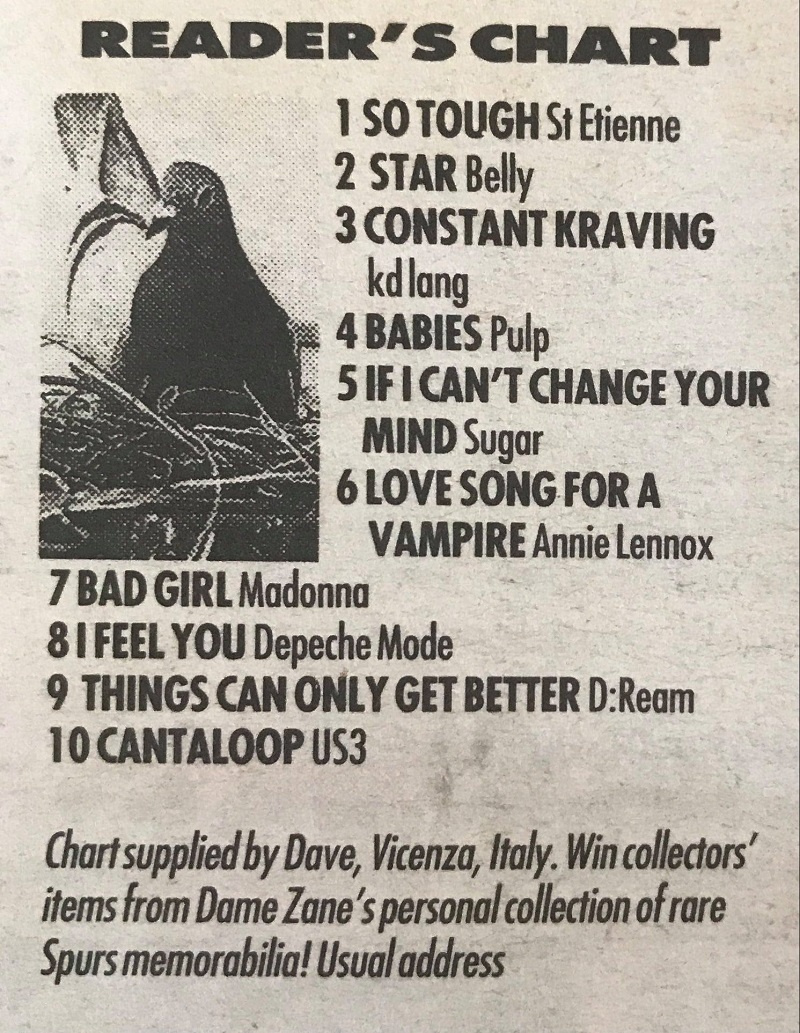 READER'S CHART
1 SO TOUGH St Etienne
2 STAR Belly
3 CONSTANT KRAVING
kd lang
4 BABIES Pulp
5 IF I CAN'T CHANGE YOUR
MIND Sugar
6 LOVE SONG FOR A
VAMPIRE Annie Lennox
7 BAD GIRL Madonna
8 I FEEL YOU Depeche Mode
9 THINGS CAN ONLY GET BETTER D:Ream
10 CANTALOOP US3
Chart supplied by Dave, Vicenza, Italy. Win collectors'
items from Dame Zane's personal collection of rare
Spurs memorabilia! Usual address